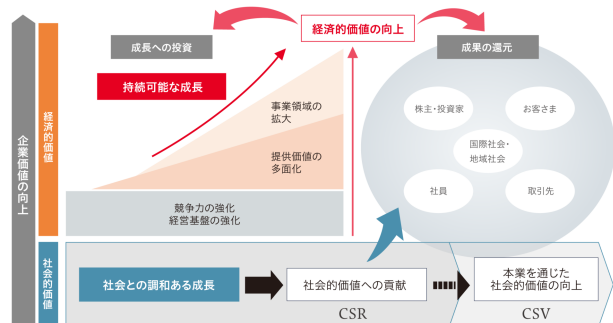 企業価値の向上
経済的価値
社会的価値
成長への投資
経済的価値の向上
成果の還元
持続可能な成長
事業領域の
拡大
提供価値の
多面化
競争力の強化
経営基盤の強化
株主・投資家
お客さま
国際社会・
地域社会
社員
取引先
社会との調和ある成長
社会的価値への貢献
本業を通じた
社会的価値の向上
CSR
CSV